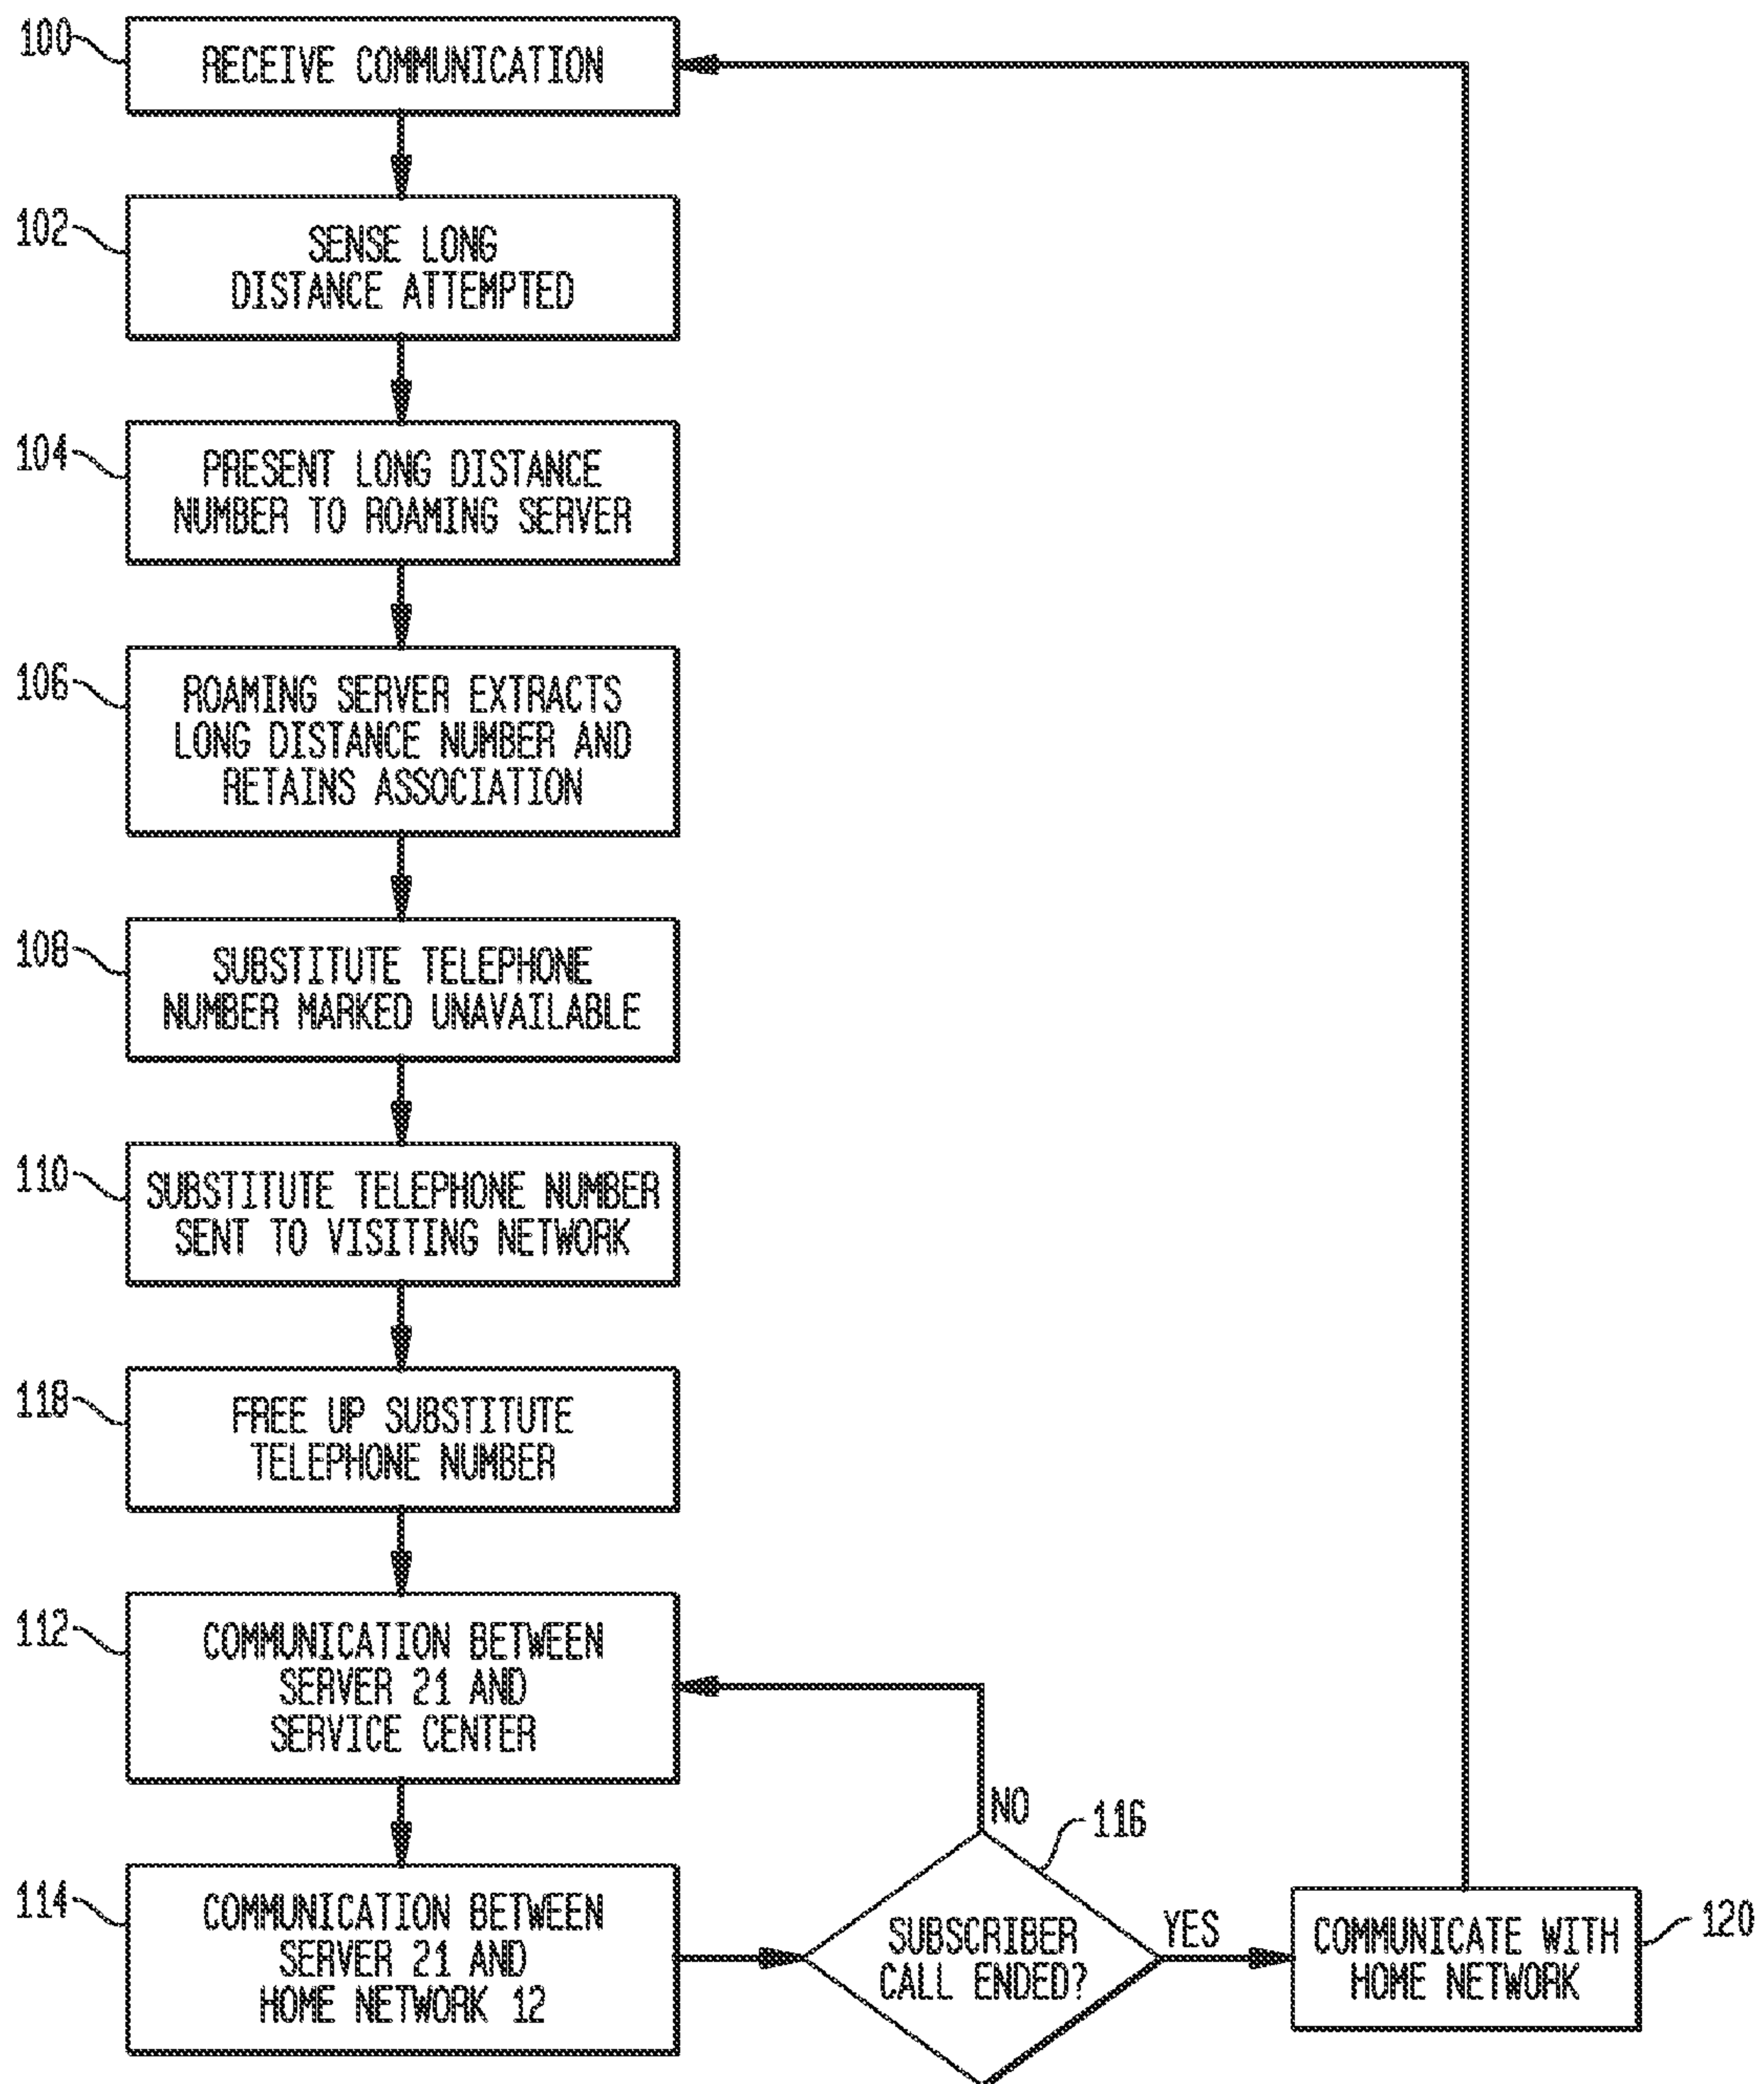 100
RECEIVE COMMUNICATION
102
SENSE LONG
DISTANCE ATTEMPTED
104
PRESENT LONG DISTANCE
NUMBER TO ROAMING SERVER
106
ROAMING SERVER EXTRACTS
LONG DISTANCE NUMBER AND
RETAINS ASSOCIATION
108
SUBSTITUTE TELEPHONE
NUMBER MARKED UNAVAILABLE
110
SUBSTITUTE TELEPHONE NUMBER
SENT TO VISITING NETWORK
118
FREE UP SUBSTITUTE
TELEPHONE NUMBER
112
COMMUNICATION BETWEEN
SERVER 21 AND
SERVICE CENTER
114
COMMUNICATION BETWEEN
SERVER 21 AND
HOME NETWORK 12
NO
116
SUBSCRIBER
CALL ENDED?
YES
COMMUNICATE WITH
HOME NETWORK
120